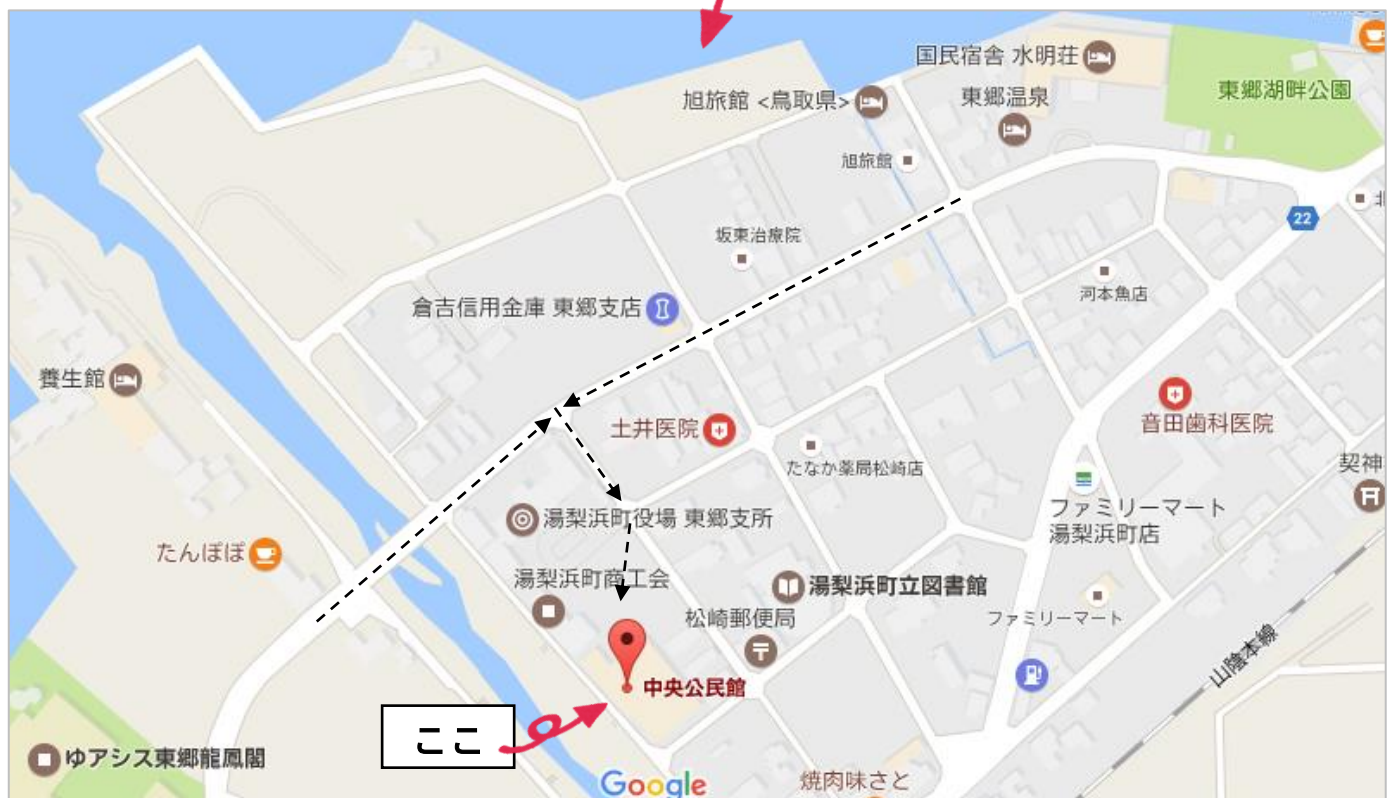 国民宿舎 水明荘
東郷温泉
東郷湖畔公園
旭旅館 <鳥取県>
旭旅館
22
坂東治療院
河本魚店
倉吉信用金庫 東郷支店
養生館
土井医院
音田歯科医院
たなか薬局松崎店
契神
ファミリーマート
湯梨浜町店
湯梨浜町役場 東郷支所
たんぽぽ
湯梨浜町商工会
湯梨浜町立図書館
松崎郵便局
ファミリーマート
山陰本線
中央公民館
ここ
ゆアシス東郷龍鳳閣
Google
焼肉味さと